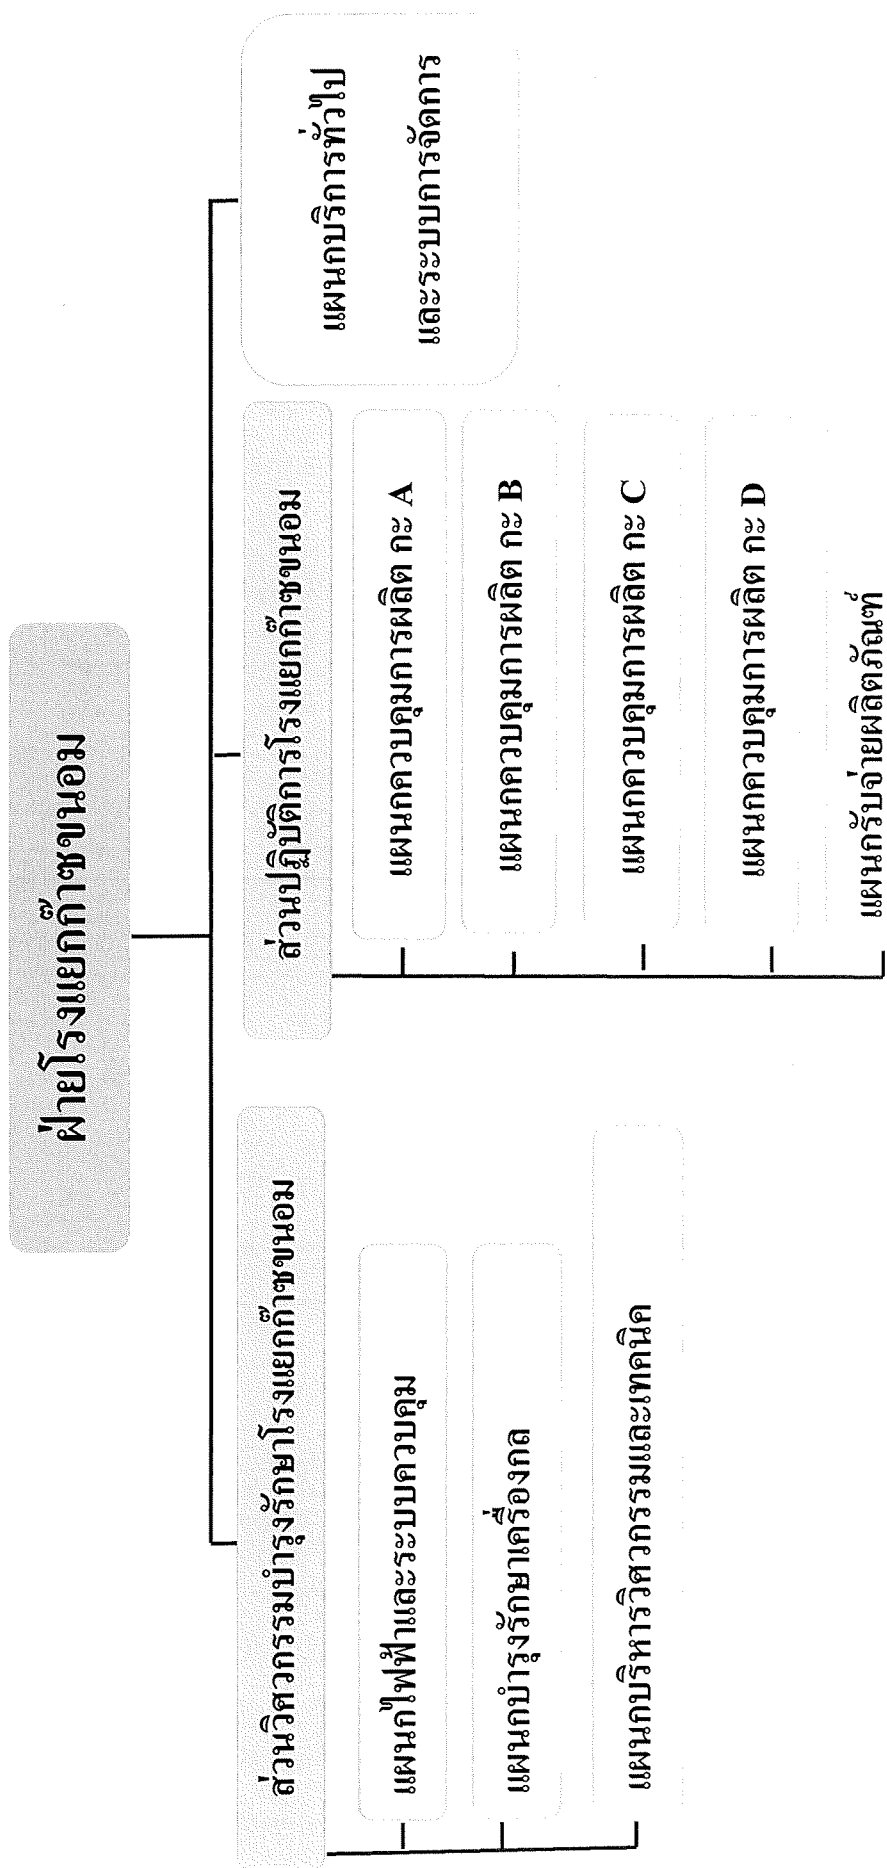 ฝ่ายโรงแยกก๊าซขนอม
ส่วนวิศวกรรมบำรุงรักษาโรงแยกก๊าซขนอม
แผนกไฟฟ้าและระบบควบคุม
แผนกบำรุงรักษาเครื่องกล
แผนกบริหารวิศวกรรมและเทคนิค
ส่วนปฏิบัติการโรงแยกก๊าซขนอม
แผนกควบคุมการผลิต กะ A
แผนกควบคุมการผลิต กะ B
แผนกควบคุมการผลิต กะ C
แผนกควบคุมการผลิต กะ D
แผนกรับจ่ายผลิตภัณฑ์
แผนกบริการทั่วไป
และระบบการจัดการ